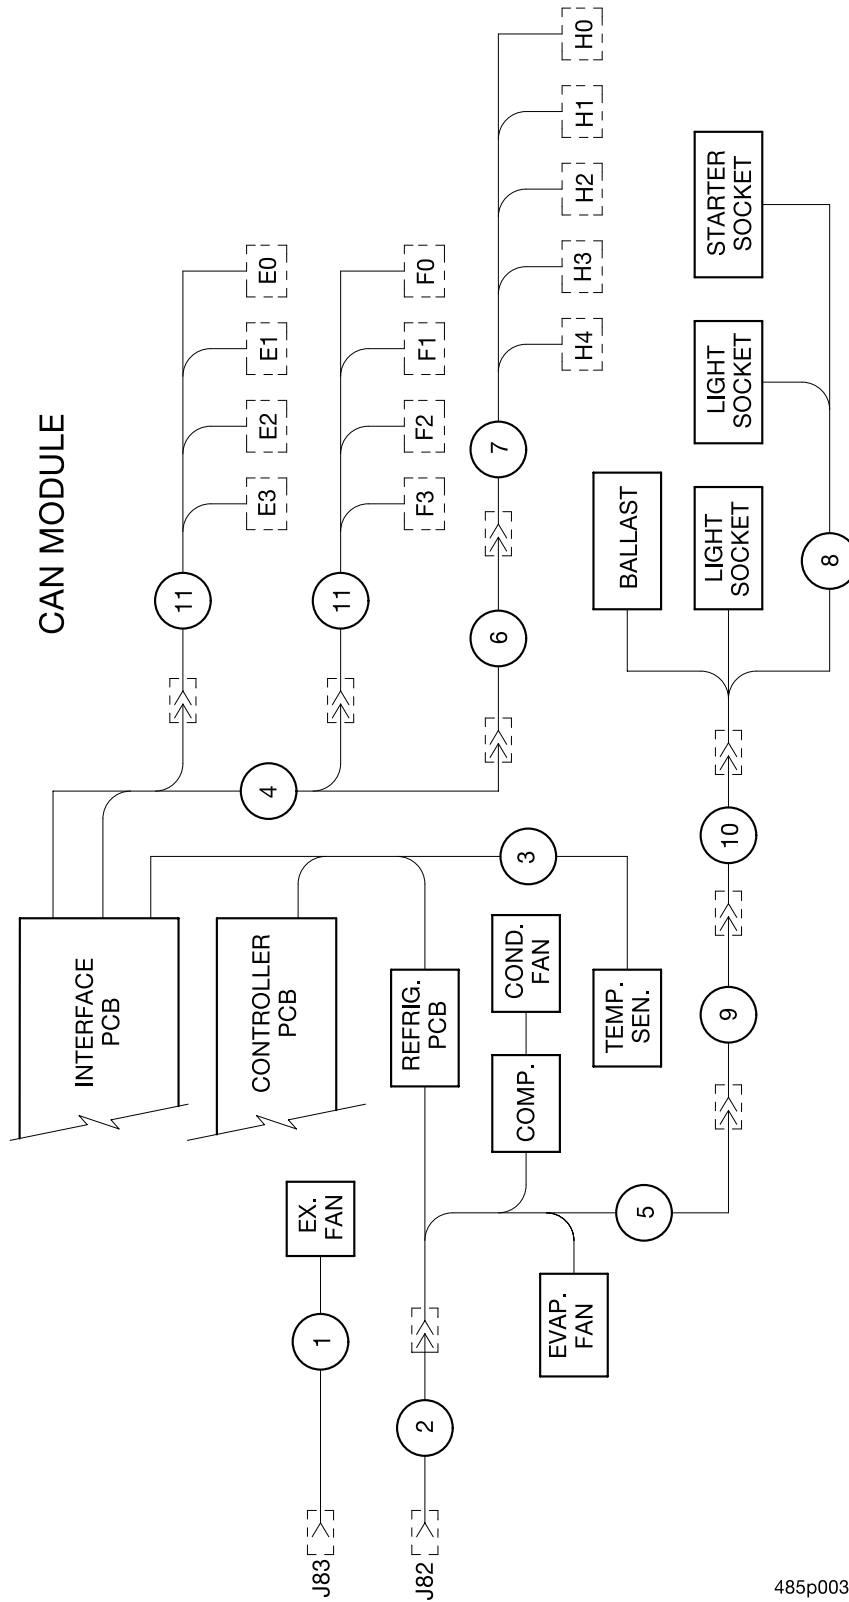 CAN MODULE
INTERFACE
PCB
CONTROLLER
PCB
EX.
FAN
REFRIG.
PCB
COND.
FAN
COMP.
EVAP.
FAN
TEMP.
SEN.
BALLAST
LIGHT
SOCKET
LIGHT
SOCKET
STARTER
SOCKET
E3
E2
E1
E0
F3
F2
F1
F0
H4
H3
H2
H1
H0
J83
J82
1
2
3
4
5
6
7
8
9
10
11
11
485p003